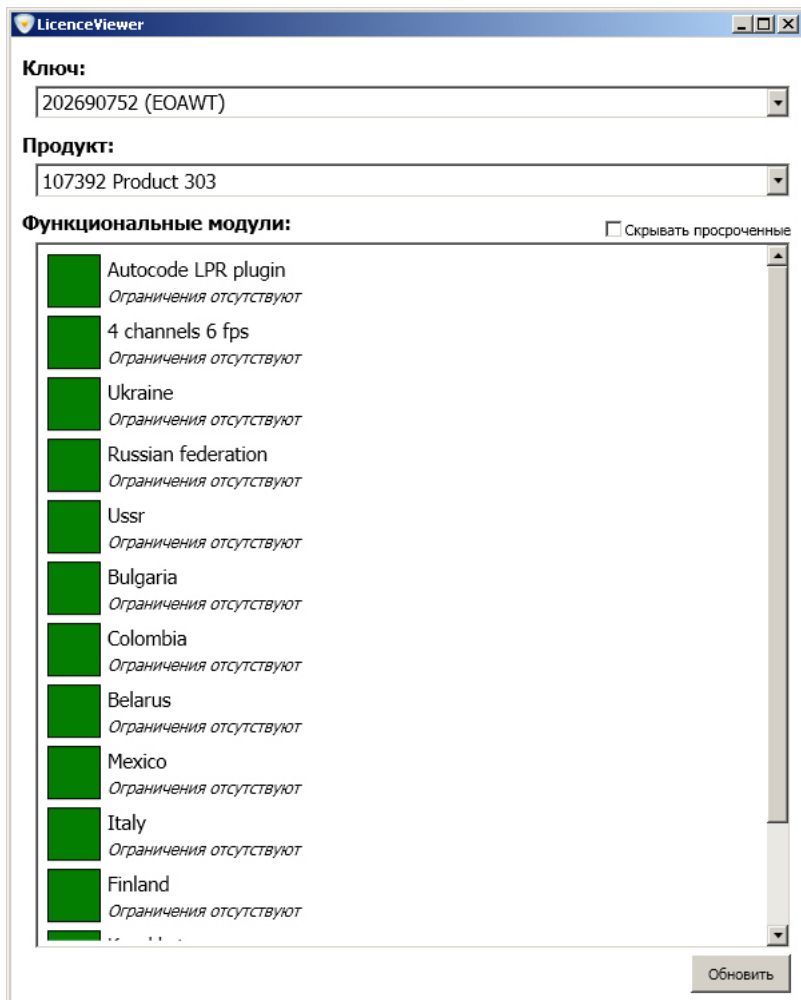 LicenceViewer
Ключ:
202690752 (EOAWT)
Продукт:
107392 Product 303
Функциональные модули:
Скрывать просроченные
Autocode LPR plugin
Ограничения отсутствуют
4 channels 6 fps
Ограничения отсутствуют
Ukraine
Ограничения отсутствуют
Russian federation
Ограничения отсутствуют
Ussr
Ограничения отсутствуют
Bulgaria
Ограничения отсутствуют
Colombia
Ограничения отсутствуют
Belarus
Ограничения отсутствуют
Mexico
Ограничения отсутствуют
Italy
Ограничения отсутствуют
Finland
Ограничения отсутствуют
Обновить